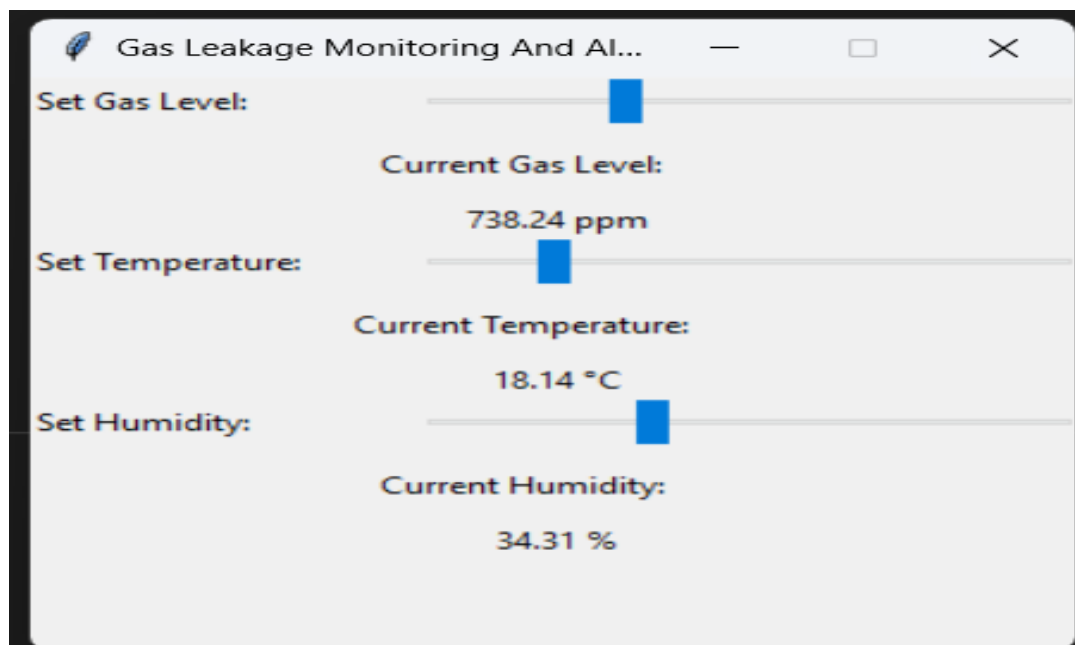 Gas Leakage Monitoring And Al...
Set Gas Level:
Current Gas Level:
738.24 ppm
Set Temperature:
Current Temperature:
18.14 °C
Set Humidity:
Current Humidity:
34.31 %